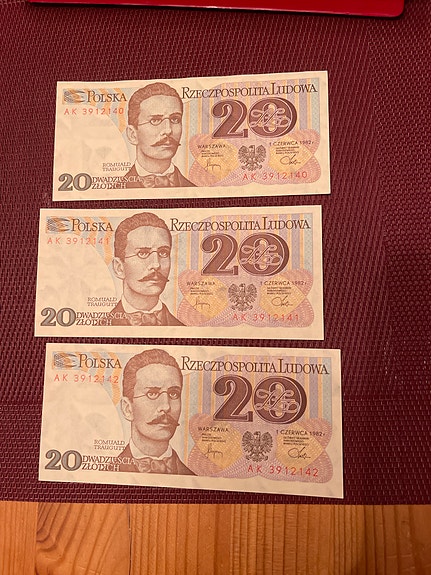 POLSKA RZECZPOSPOLITA LUDOWA
AK 3912140
20
WARSZAWA 1 CZERWCA 1982 r
ROMUALD
TRAUGUTT
AK 3912140
20 DWADZIEŚCIA
ZŁOTYCH
POLSKA RZECZPOSPOLITA LUDOWA
AK 3912141
20
WARSZAWA 1 CZERWCA 1982 r
ROMUALD
TRAUGUTT
AK 3912141
20 DWADZIEŚCIA
ZŁOTYCH
POLSKA RZECZPOSPOLITA LUDOWA
AK 3912142
20
WARSZAWA 1 CZERWCA 1982 r
ROMUALD
TRAUGUTT
AK 3912142
20 DWADZIEŚCIA
ZŁOTYCH